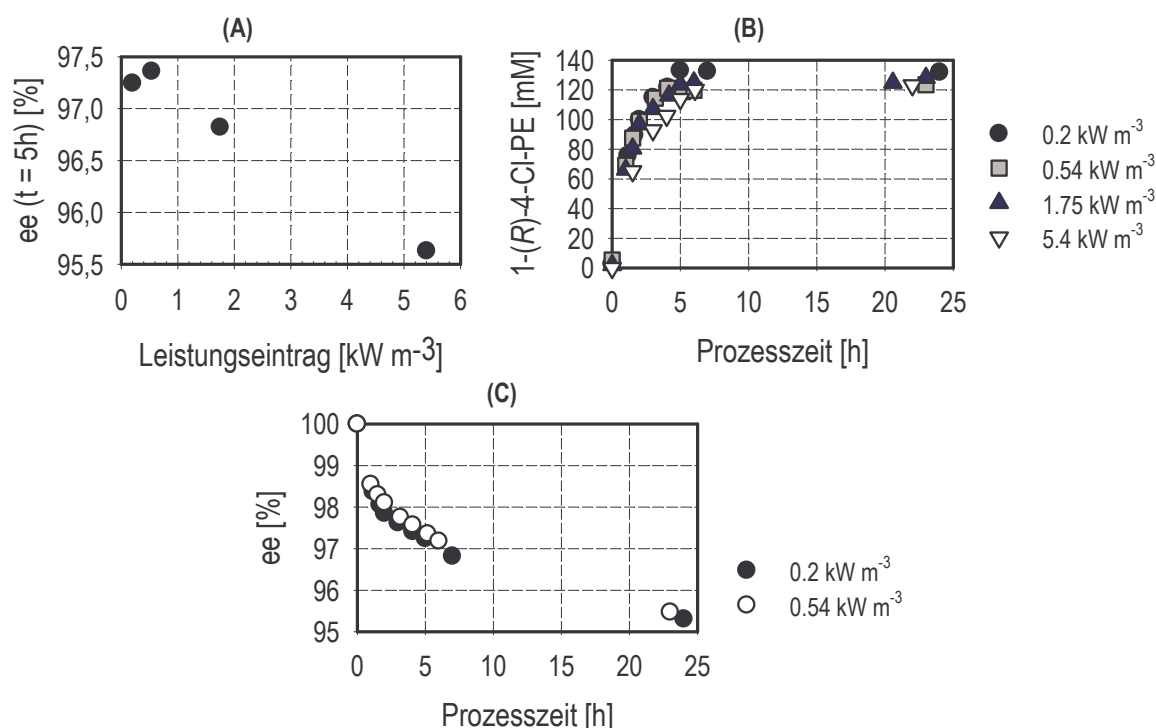 (A)
97,5
97,0
96,5
96,0
95,5
ee (t = 5h) [%]
0 1 2 3 4 5 6
Leistungseintrag [kW m-3]
(B)
140
120
100
80
60
40
20
0
1-(R)-4-Cl-PE [mM]
0 5 10 15 20 25
Prozesszeit [h]
0.2 kW m-3
0.54 kW m-3
1.75 kW m-3
5.4 kW m-3
(C)
100
99
98
97
96
95
ee [%]
0 5 10 15 20 25
Prozesszeit [h]
0.2 kW m-3
0.54 kW m-3